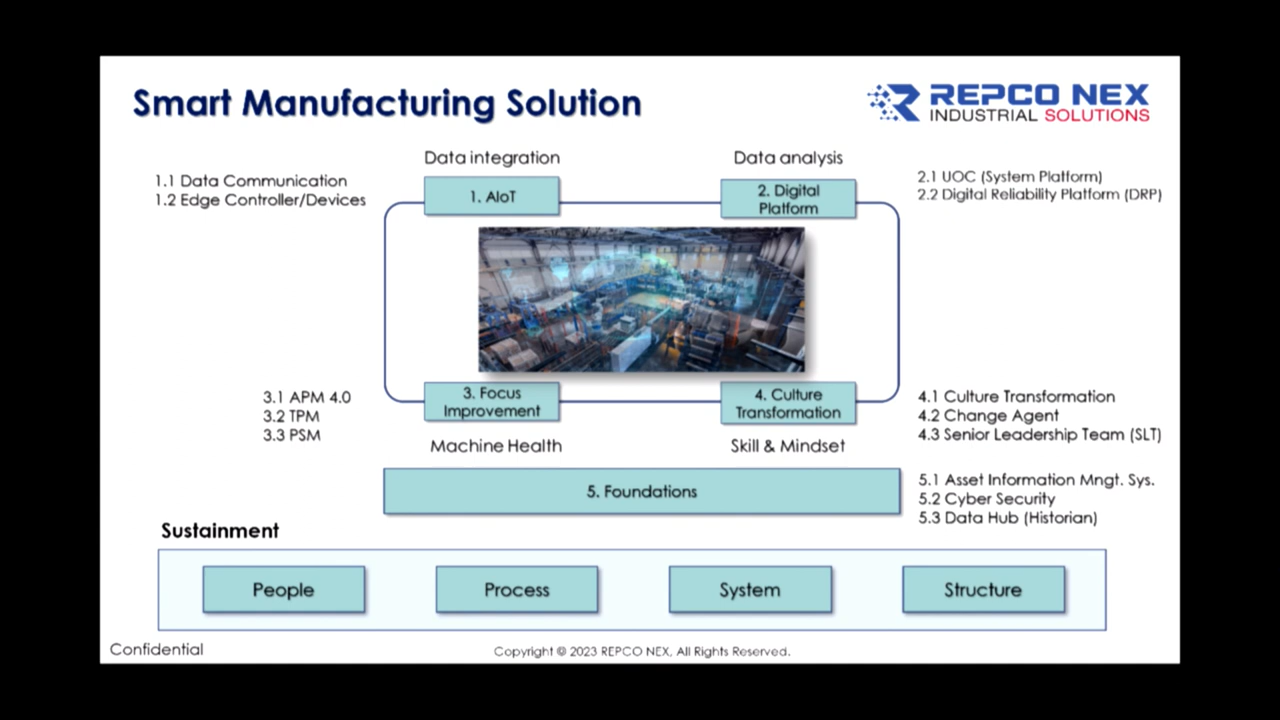 Smart Manufacturing Solution
REPCO NEX
INDUSTRIAL SOLUTIONS
Data integration
Data analysis
1.1 Data Communication
1.2 Edge Controller/Devices
1. AIoT
2. Digital
Platform
2.1 UOC (System Platform)
2.2 Digital Reliability Platform (DRP)
3.1 APM 4.0
3.2 TPM
3.3 PSM
3. Focus
Improvement
4. Culture
Transformation
4.1 Culture Transformation
4.2 Change Agent
4.3 Senior Leadership Team (SLT)
Machine Health
Skill & Mindset
5. Foundations
5.1 Asset Information Mngt. Sys.
5.2 Cyber Security
5.3 Data Hub (Historian)
Sustainment
People
Process
System
Structure
Confidential
Copyright © 2023 REPCO NEX, All Rights Reserved.